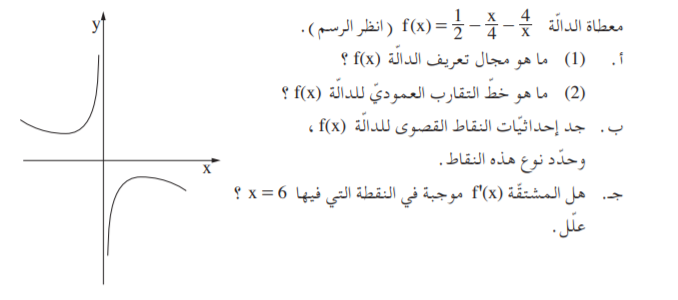 معطاة الدالّة f(x) = 1/2 - x/4 - 4/x (انظر الرسم).
أ. (1) ما هو مجال تعريف الدالّة f(x) ؟
(2) ما هو خطّ التقارب العموديّ للدالّة f(x) ؟
ب. جد إحداثيّات النقاط القصوى للدالّة f(x) ،
وحدّد نوع هذه النقاط.
جـ. هل المشتقّة f'(x) موجبة في النقطة التي فيها x = 6 ؟
علّل.
y
x